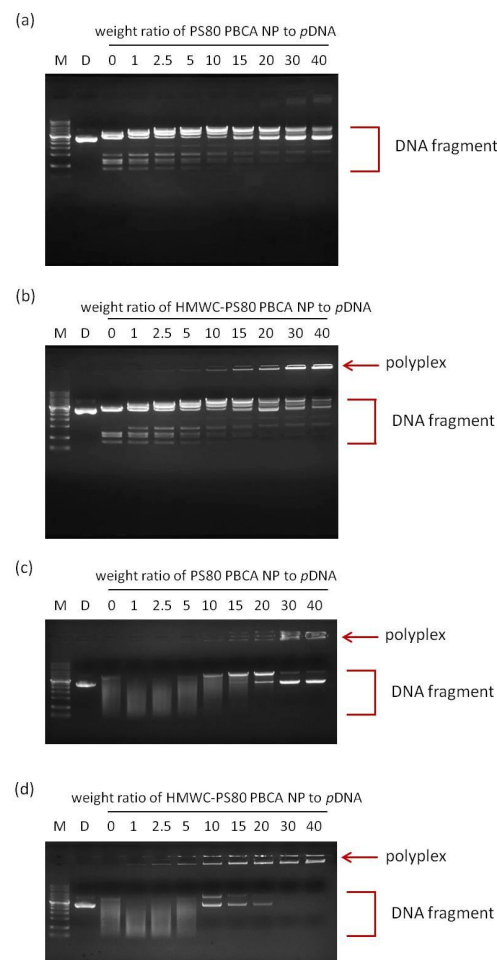 (a)
weight ratio of PS80 PBCA NP to pDNA
M D 0 1 2.5 5 10 15 20 30 40
DNA fragment
(b)
weight ratio of HMWC-PS80 PBCA NP to pDNA
M D 0 1 2.5 5 10 15 20 30 40
polyplex
DNA fragment
(c)
weight ratio of PS80 PBCA NP to pDNA
M D 0 1 2.5 5 10 15 20 30 40
polyplex
DNA fragment
(d)
weight ratio of HMWC-PS80 PBCA NP to pDNA
M D 0 1 2.5 5 10 15 20 30 40
polyplex
DNA fragment